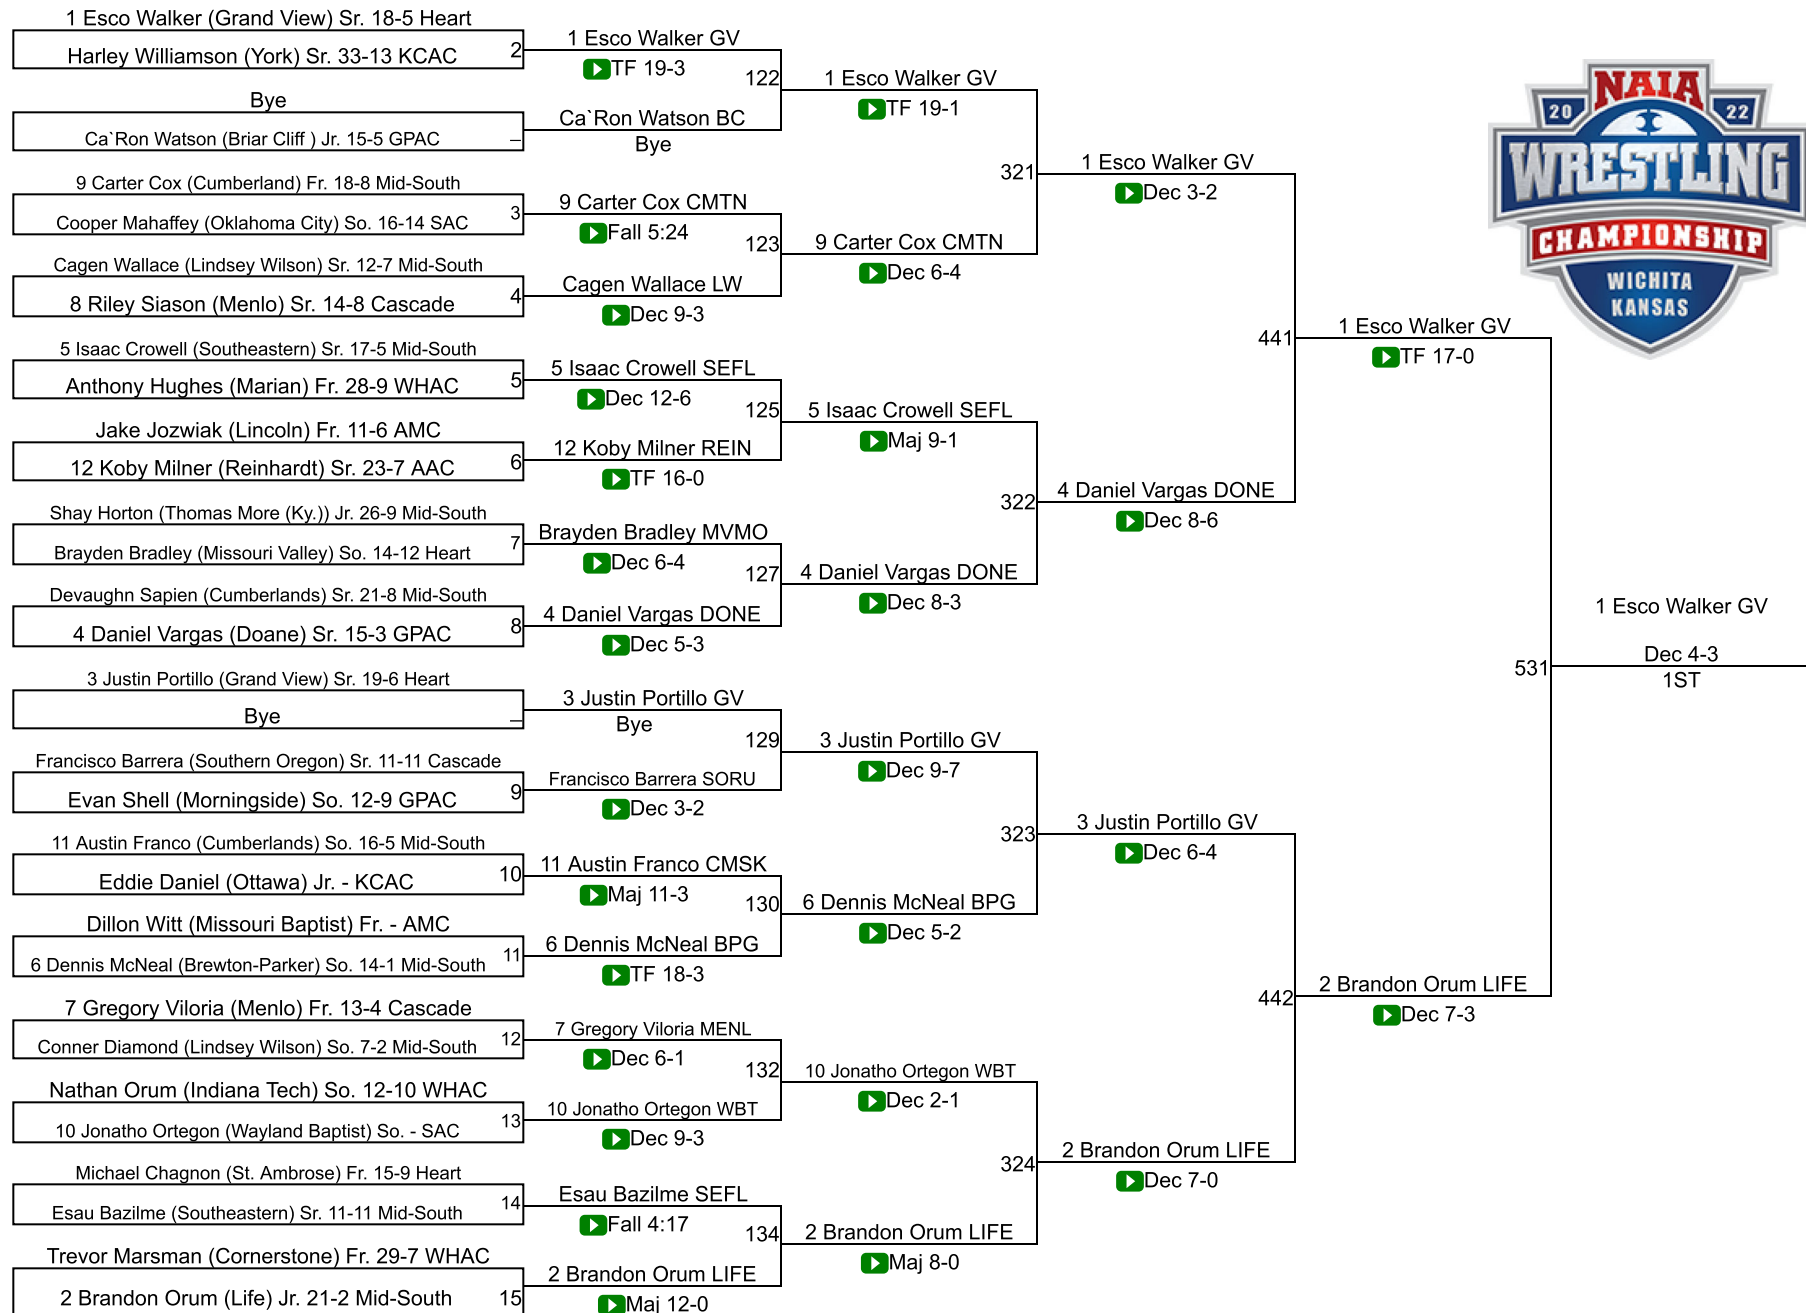 1 Esco Walker (Grand View) Sr. 18-5 Heart
Harley Williamson (York) Sr. 33-13 KCAC
2
Bye
Ca`Ron Watson (Briar Cliff ) Jr. 15-5 GPAC
_
9 Carter Cox (Cumberland) Fr. 18-8 Mid-South
Cooper Mahaffey (Oklahoma City) So. 16-14 SAC
3
Cagen Wallace (Lindsey Wilson) Sr. 12-7 Mid-South
8 Riley Siason (Menlo) Sr. 14-8 Cascade
4
5 Isaac Crowell (Southeastern) Sr. 17-5 Mid-South
Anthony Hughes (Marian) Fr. 28-9 WHAC
5
Jake Jozwiak (Lincoln) Fr. 11-6 AMC
12 Koby Milner (Reinhardt) Sr. 23-7 AAC
6
Shay Horton (Thomas More (Ky.)) Jr. 26-9 Mid-South
Brayden Bradley (Missouri Valley) So. 14-12 Heart
7
Devaughn Sapien (Cumberlands) Sr. 21-8 Mid-South
4 Daniel Vargas (Doane) Sr. 15-3 GPAC
8
3 Justin Portillo (Grand View) Sr. 19-6 Heart
Bye
_
Francisco Barrera (Southern Oregon) Sr. 11-11 Cascade
Evan Shell (Morningside) So. 12-9 GPAC
9
11 Austin Franco (Cumberlands) So. 16-5 Mid-South
Eddie Daniel (Ottawa) Jr. - KCAC
10
Dillon Witt (Missouri Baptist) Fr. - AMC
6 Dennis McNeal (Brewton-Parker) So. 14-1 Mid-South
11
7 Gregory Viloria (Menlo) Fr. 13-4 Cascade
Conner Diamond (Lindsey Wilson) So. 7-2 Mid-South
12
Nathan Orum (Indiana Tech) So. 12-10 WHAC
10 Jonatho Ortegon (Wayland Baptist) So. - SAC
13
Michael Chagnon (St. Ambrose) Fr. 15-9 Heart
Esau Bazilme (Southeastern) Sr. 11-11 Mid-South
14
Trevor Marsman (Cornerstone) Fr. 29-7 WHAC
2 Brandon Orum (Life) Jr. 21-2 Mid-South
15
1 Esco Walker GV
TF 19-3
122
Ca`Ron Watson BC
Bye
9 Carter Cox CMTN
Fall 5:24
123
Cagen Wallace LW
Dec 9-3
5 Isaac Crowell SEFL
Dec 12-6
125
12 Koby Milner REIN
TF 16-0
Brayden Bradley MVMO
Dec 6-4
127
4 Daniel Vargas DONE
Dec 5-3
3 Justin Portillo GV
Bye
129
Francisco Barrera SORU
Dec 3-2
11 Austin Franco CMSK
Maj 11-3
130
6 Dennis McNeal BPG
TF 18-3
7 Gregory Viloria MENL
Dec 6-1
132
10 Jonatho Ortegon WBT
Dec 9-3
Esau Bazilme SEFL
Fall 4:17
134
2 Brandon Orum LIFE
Maj 12-0
1 Esco Walker GV
TF 19-1
321
9 Carter Cox CMTN
Dec 6-4
5 Isaac Crowell SEFL
Maj 9-1
322
4 Daniel Vargas DONE
Dec 8-3
3 Justin Portillo GV
Dec 9-7
323
6 Dennis McNeal BPG
Dec 5-2
10 Jonatho Ortegon WBT
Dec 2-1
324
2 Brandon Orum LIFE
Maj 8-0
1 Esco Walker GV
Dec 3-2
441
4 Daniel Vargas DONE
Dec 8-6
3 Justin Portillo GV
Dec 6-4
442
2 Brandon Orum LIFE
Dec 7-0
1 Esco Walker GV
TF 17-0
531
2 Brandon Orum LIFE
Dec 7-3
1 Esco Walker GV
Dec 4-3
1ST
NAIA
20 22
WRESTLING
CHAMPIONSHIP
WICHITA
KANSAS